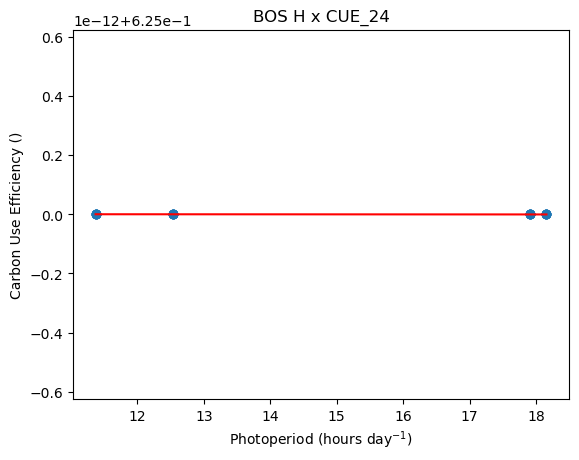 BOS H x CUE_24
1e−12+6.25e−1
0.6
0.4
0.2
0.0
−0.2
−0.4
−0.6
Carbon Use Efficiency ()
12 13 14 15 16 17 18
Photoperiod (hours day⁻¹)